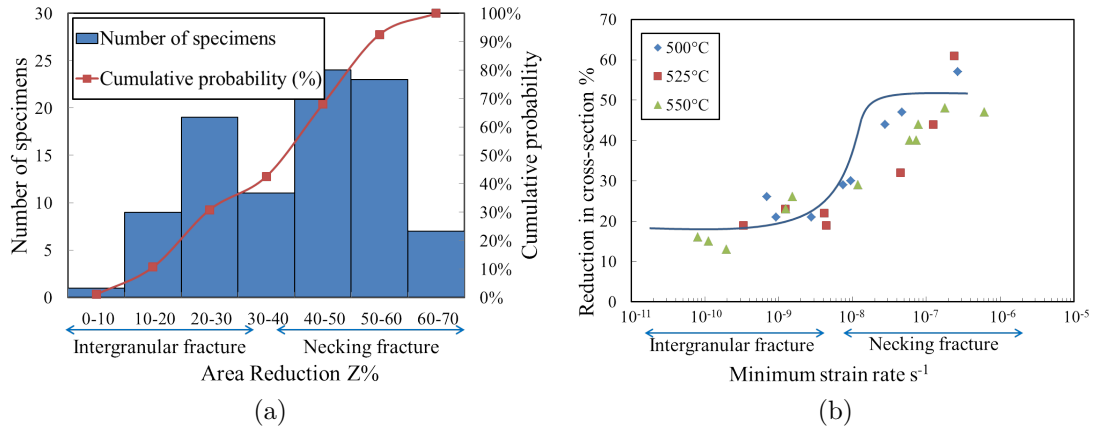 30
25
20
15
10
5
0
Number of specimens
Number of specimens
Cumulative probability (%)
100%
90%
80%
70%
60%
50%
40%
30%
20%
10%
0%
Cumulative probability
0-10 10-20 20-30 30-40 40-50 50-60 60-70
Intergranular fracture Necking fracture
Area Reduction Z%
(a)
70
60
50
40
30
20
10
0
Reduction in cross-section %
500°C
525°C
550°C
10⁻¹¹ 10⁻¹⁰ 10⁻⁹ 10⁻⁸ 10⁻⁷ 10⁻⁶ 10⁻⁵
Intergranular fracture Necking fracture
Minimum strain rate s⁻¹
(b)